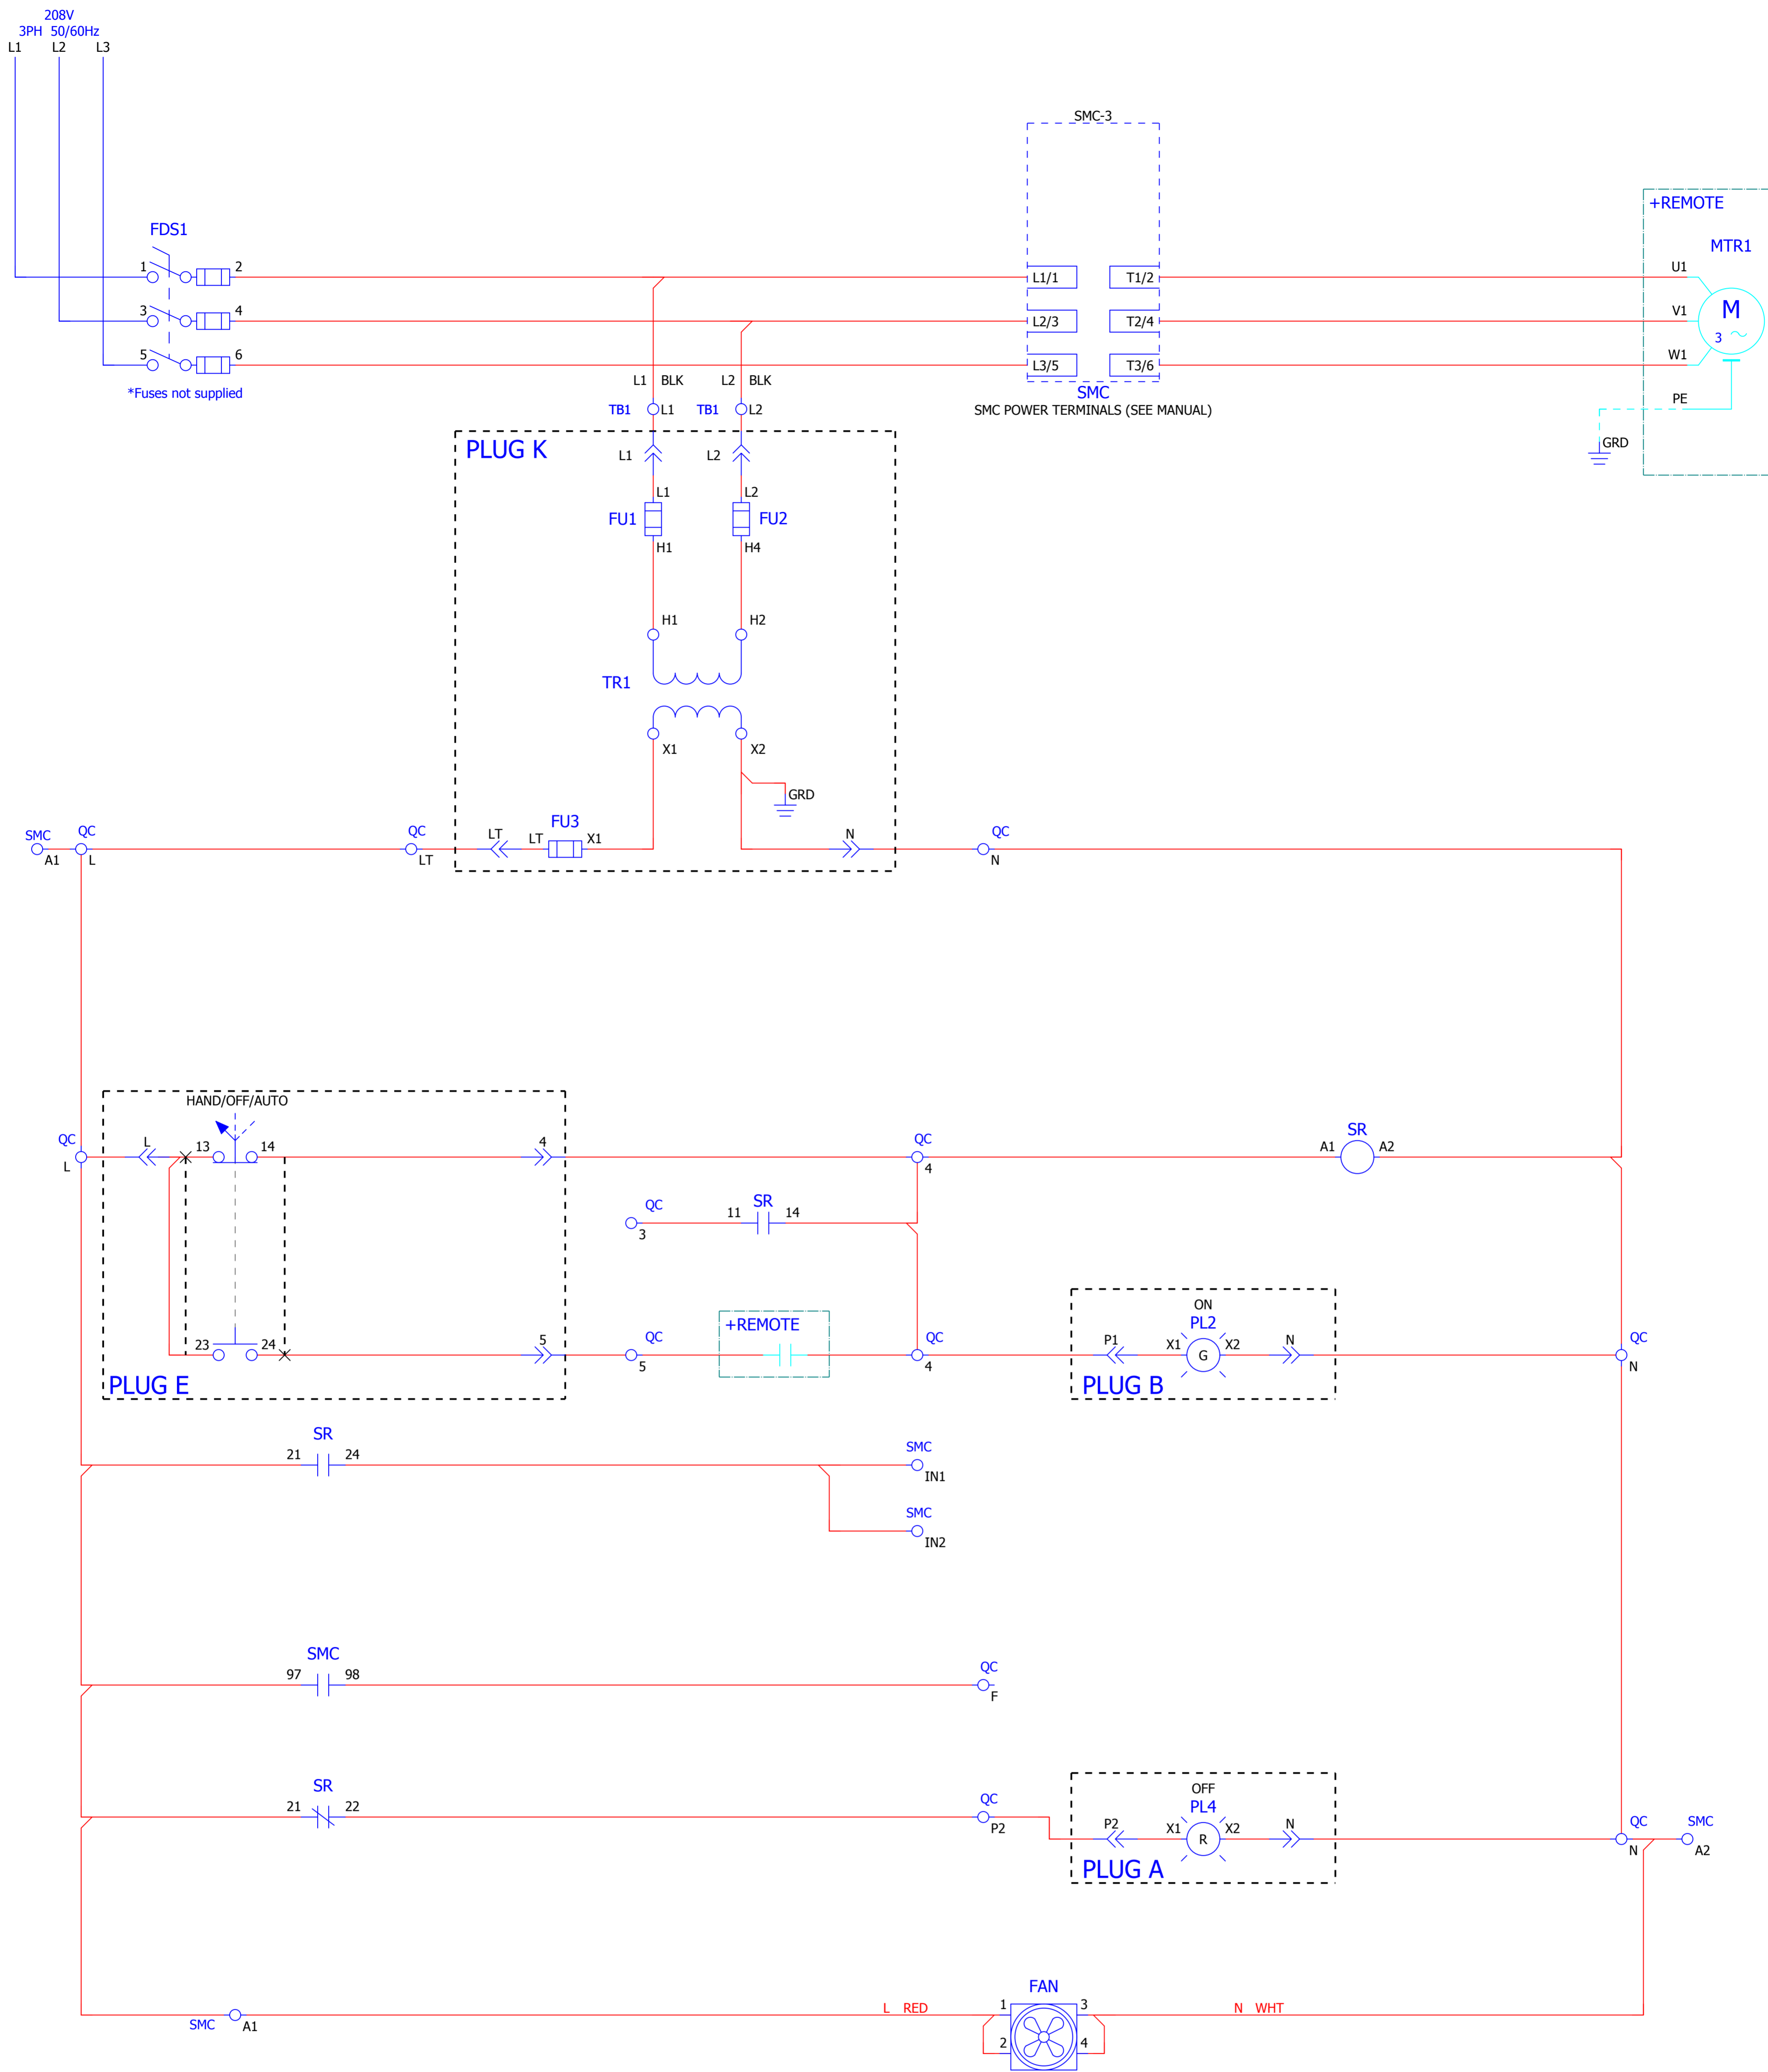 208V
3PH 50/60Hz
L1 L2 L3
SMC-3
+REMOTE
FDS1
MTR1
1 2 L1/1 T1/2 U1
3 4 L2/3 T2/4 V1
M
3
5 6 L3/5 T3/6 W1
*Fuses not supplied
L1 BLK L2 BLK
SMC
PE
TB1 L1 TB1 L2
SMC POWER TERMINALS (SEE MANUAL)
GRD
PLUG K
L1 L2
L1 L2
FU1 FU2
H1 H4
H1 H2
TR1
X1 X2
GRD
SMC QC QC LT FU3 LT X1 N QC
A1 L LT N
HAND/OFF/AUTO
QC L 13 14 4 QC SR
L 4 A1 A2
QC SR
3 11 14
+REMOTE
ON
PL2
23 24 5 QC P1 X1 G X2 N QC
5 4 N
PLUG E
PLUG B
SR
21 24
SMC
IN1
SMC
IN2
SMC
97 98
QC
F
SR
21 22
QC
P2
OFF
PL4
P2 X1 R X2 N
PLUG A
QC SMC
N A2
FAN
SMC A1
L RED 1 3 N WHT
2 4